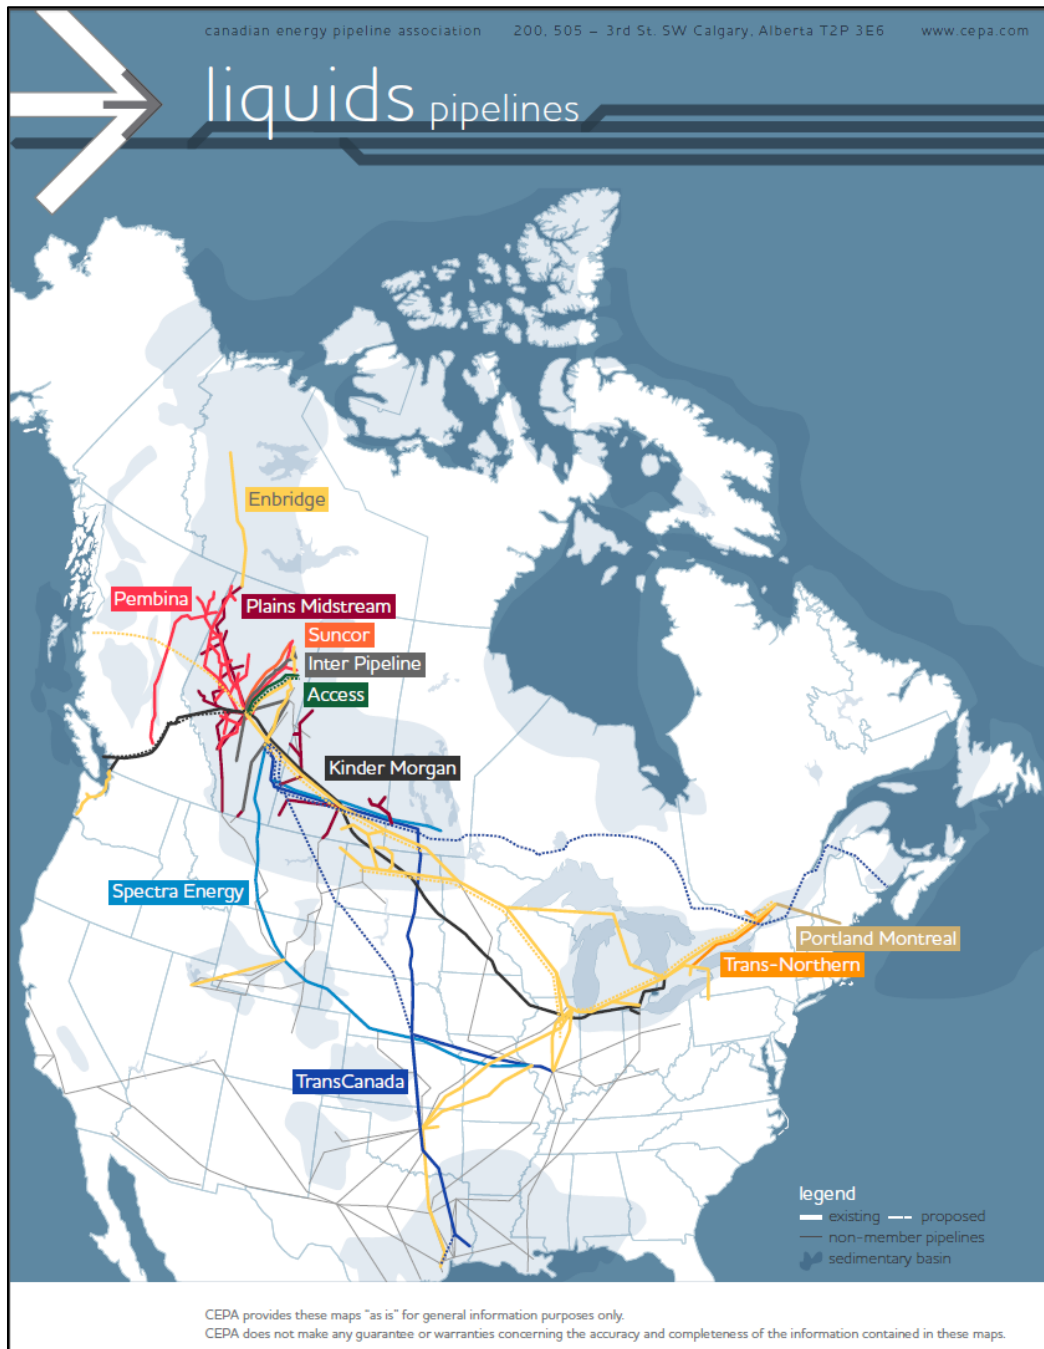 canadian energy pipeline association 200, 505 – 3rd St. SW Calgary, Alberta T2P 3E6 www.cepa.com
liquids pipelines
Enbridge
Pembina
Plains Midstream
Suncor
Inter Pipeline
Access
Kinder Morgan
Spectra Energy
Portland Montreal
Trans-Northern
TransCanada
legend
existing proposed
non-member pipelines
sedimentary basin
CEPA provides these maps "as is" for general information purposes only.
CEPA does not make any guarantee or warranties concerning the accuracy and completeness of the information contained in these maps.